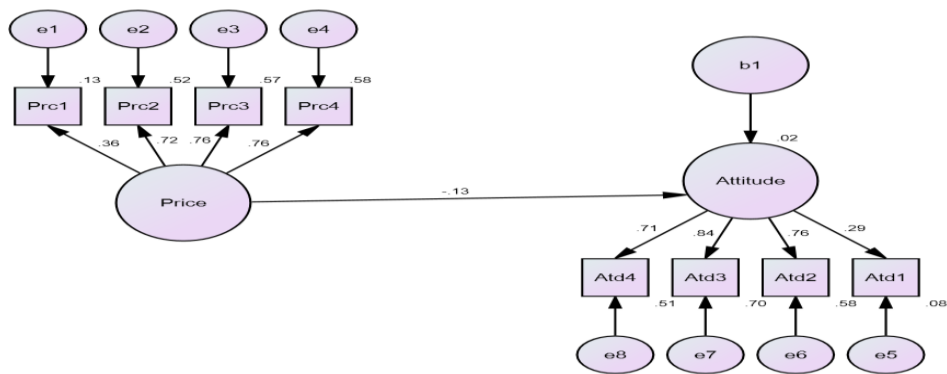 e1 e2 e3 e4
.13 .52 .57 .58
Prc1 Prc2 Prc3 Prc4
.36 .72 .76 .76
Price
-.13
b1
.02
Attitude
.71 .84 .76 .29
Atd4 Atd3 Atd2 Atd1
.51 .70 .58 .08
e8 e7 e6 e5